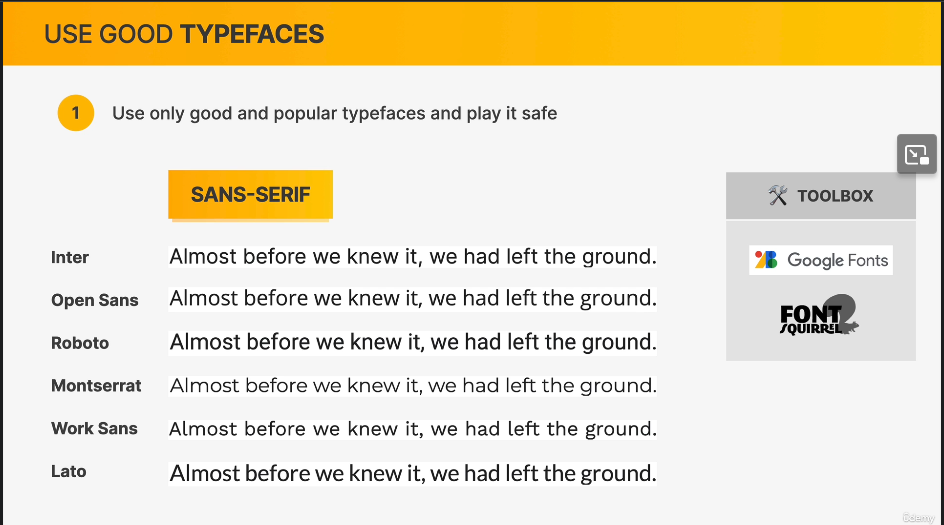 USE GOOD TYPEFACES
1 Use only good and popular typefaces and play it safe
SANS-SERIF
Inter Almost before we knew it, we had left the ground.
Open Sans Almost before we knew it, we had left the ground.
Roboto Almost before we knew it, we had left the ground.
Montserrat Almost before we knew it, we had left the ground.
Work Sans Almost before we knew it, we had left the ground.
Lato Almost before we knew it, we had left the ground.
TOOLBOX
Google Fonts
FONT
SQUIRREL
Udemy